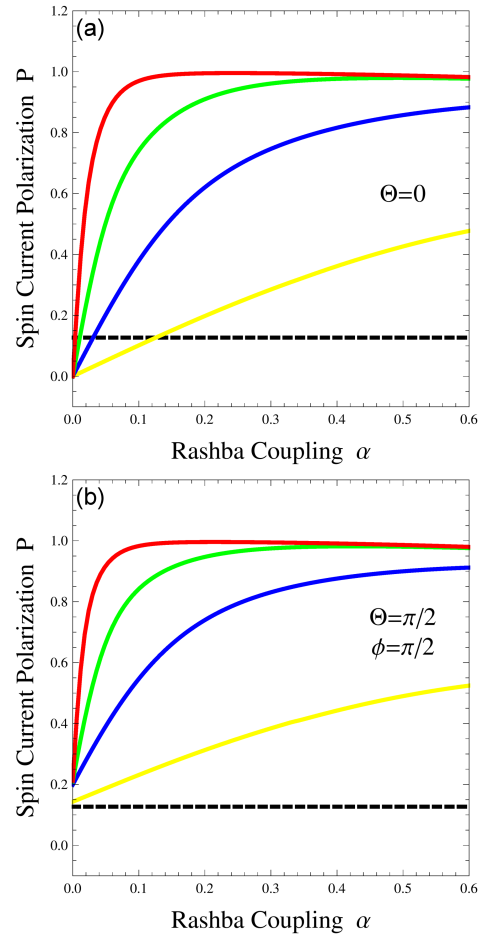 (a)
1.2
1.0
0.8
0.6
0.4
0.2
0.0
Spin Current Polarization P
Θ=0
0.0 0.1 0.2 0.3 0.4 0.5 0.6
Rashba Coupling α
(b)
1.2
1.0
0.8
0.6
0.4
0.2
0.0
Spin Current Polarization P
Θ=π/2
ϕ=π/2
0.0 0.1 0.2 0.3 0.4 0.5 0.6
Rashba Coupling α